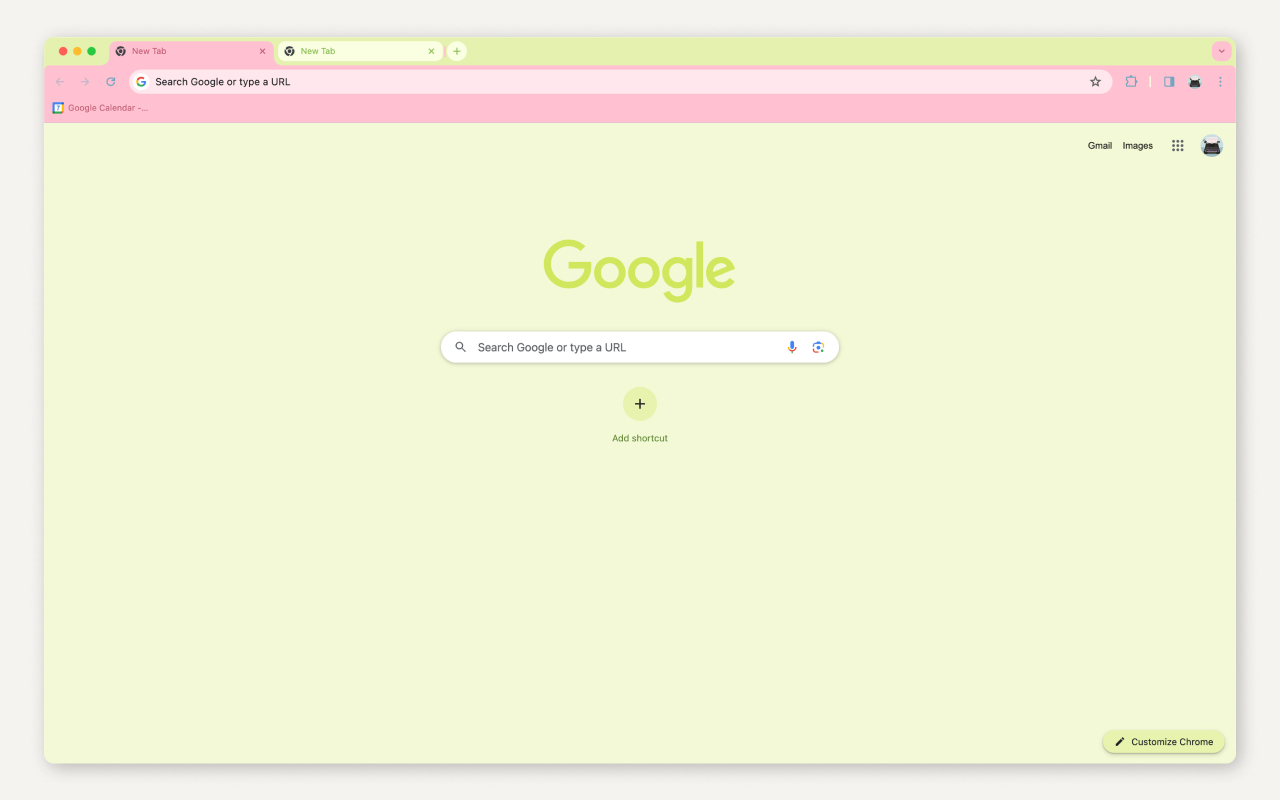 New Tab
New Tab
Search Google or type a URL
7 Google Calendar -...
Gmail Images
Google
Search Google or type a URL
Add shortcut
Customize Chrome